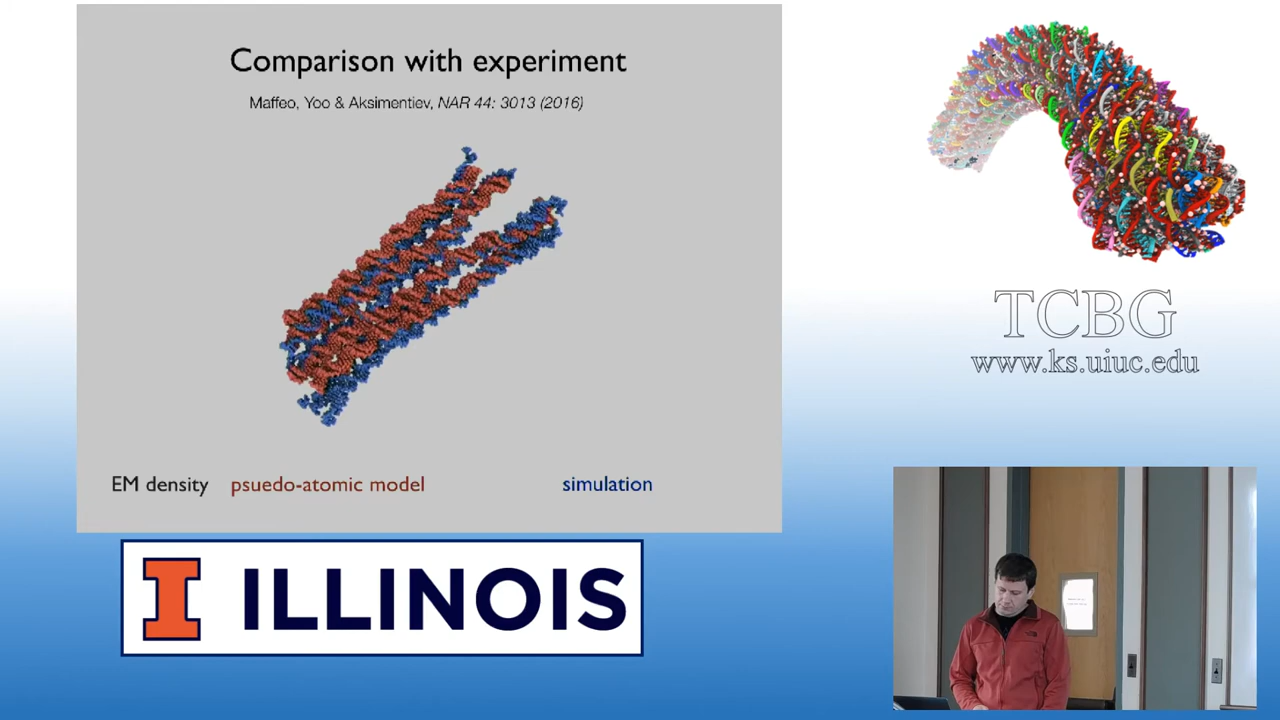 Comparison with experiment
Maffeo, Yoo & Aksimentiev, NAR 44: 3013 (2016)
EM density psuedo-atomic model simulation
I ILLINOIS
TCBG
www.ks.uiuc.edu